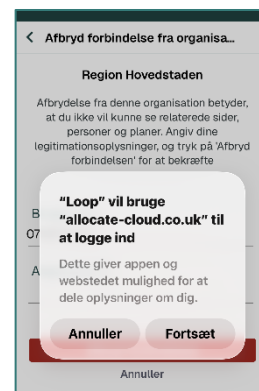 Afbryd forbindelse fra organisa...
Region Hovedstaden
Afbrydelse fra denne organisation betyder,
at du ikke vil kunne se relaterede sider,
personer og planer. Angiv dine
legitimationsoplysninger, og tryk på 'Afbryd
forbindelsen' for at bekræfte
B
07
A
“Loop” vil bruge
“allocate-cloud.co.uk” til
at logge ind
Dette giver appen og
webstedet mulighed for at
dele oplysninger om dig.
Annuller Fortsæt
Annuller